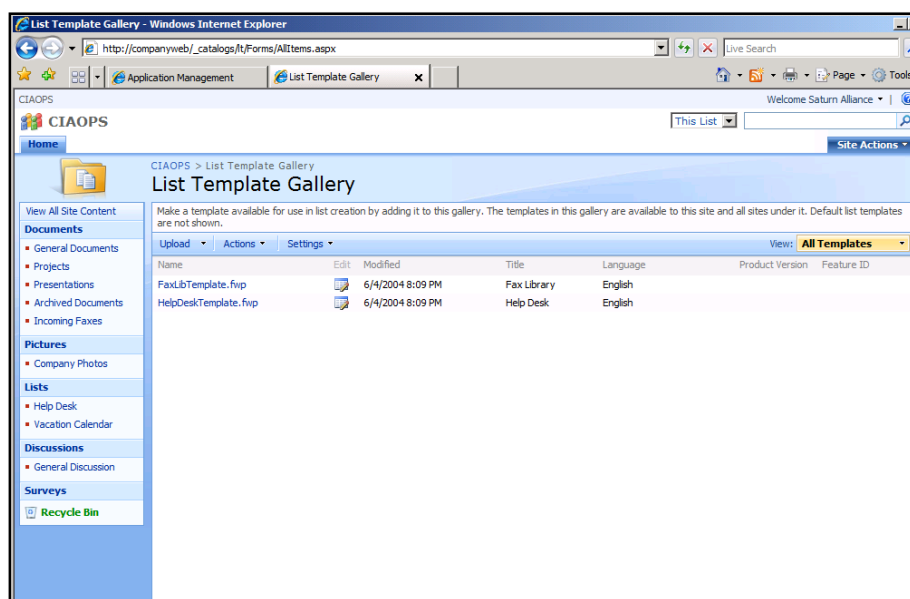 List Template Gallery - Windows Internet Explorer
http://companyweb/_catalogs/lt/Forms/AllItems.aspx
Live Search
Application Management
List Template Gallery
Page
Tools
CIAOPS
Welcome Saturn Alliance
CIAOPS
This List
Home
Site Actions
CIAOPS > List Template Gallery
List Template Gallery
View All Site Content
Documents
General Documents
Projects
Presentations
Archived Documents
Incoming Faxes
Pictures
Company Photos
Lists
Help Desk
Vacation Calendar
Discussions
General Discussion
Surveys
Recycle Bin
Make a template available for use in list creation by adding it to this gallery. The templates in this gallery are available to this site and all sites under it. Default list templates
are not shown.
Upload Actions Settings View: All Templates
Name Edit Modified Title Language Product Version Feature ID
FaxLibTemplate.fwp 6/4/2004 8:09 PM Fax Library English
HelpDeskTemplate.fwp 6/4/2004 8:09 PM Help Desk English